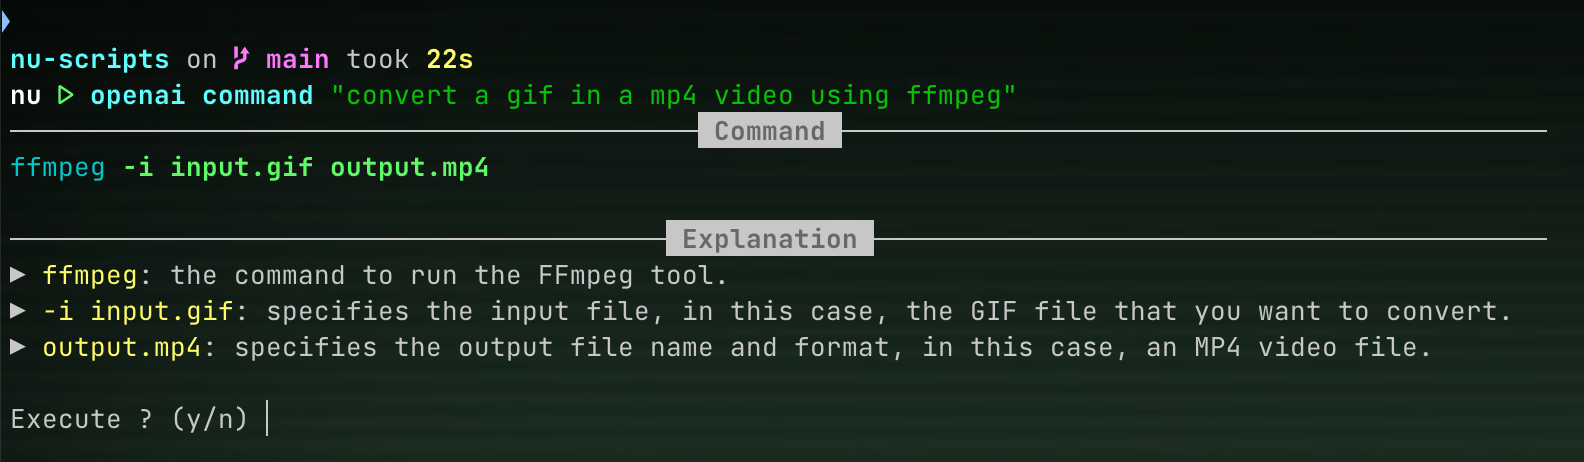 nu-scripts on main took 22s
nu ▷ openai command "convert a gif in a mp4 video using ffmpeg"
Command
ffmpeg -i input.gif output.mp4
Explanation
▶ ffmpeg: the command to run the FFmpeg tool.
▶ -i input.gif: specifies the input file, in this case, the GIF file that you want to convert.
▶ output.mp4: specifies the output file name and format, in this case, an MP4 video file.
Execute ? (y/n)